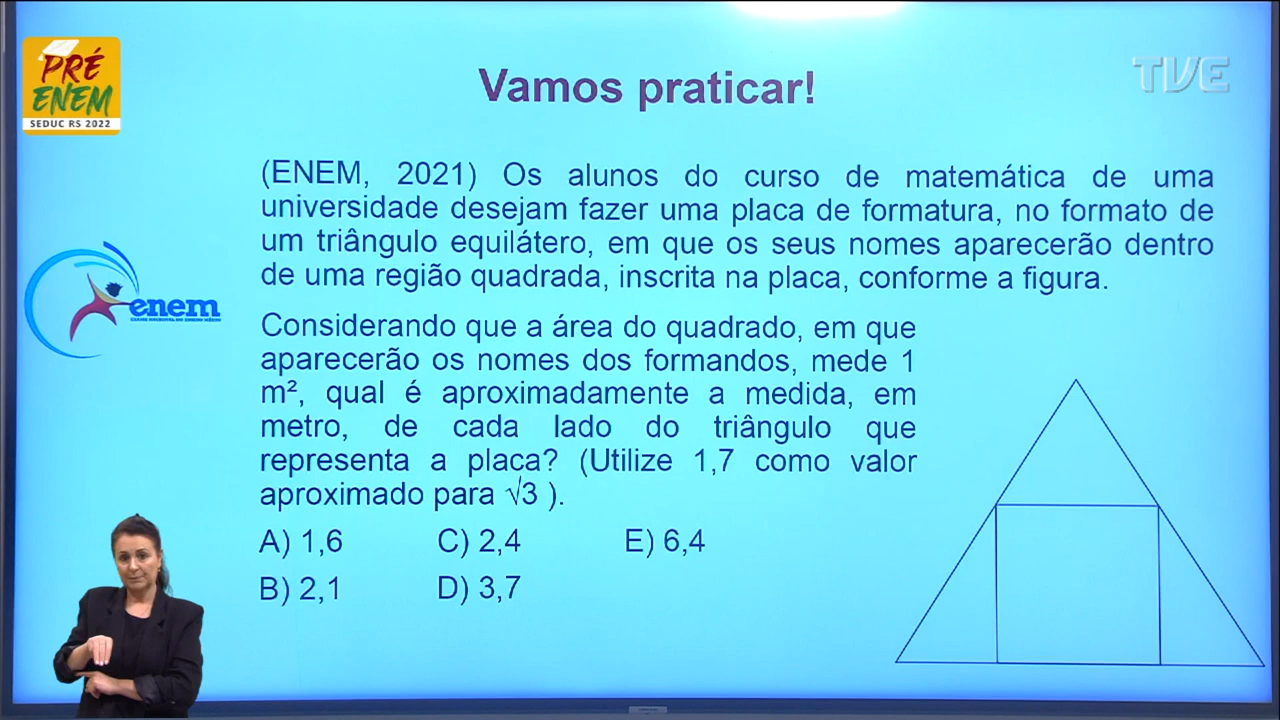 PRÉ
ENEM
SEDUC RS 2022
Vamos praticar!
TVE
(ENEM, 2021) Os alunos do curso de matemática de uma
universidade desejam fazer uma placa de formatura, no formato de
um triângulo equilátero, em que os seus nomes aparecerão dentro
de uma região quadrada, inscrita na placa, conforme a figura.
enem
Considerando que a área do quadrado, em que
aparecerão os nomes dos formandos, mede 1
m², qual é aproximadamente a medida, em
metro, de cada lado do triângulo que
representa a placa? (Utilize 1,7 como valor
aproximado para √3 ).
A) 1,6 C) 2,4 E) 6,4
B) 2,1 D) 3,7